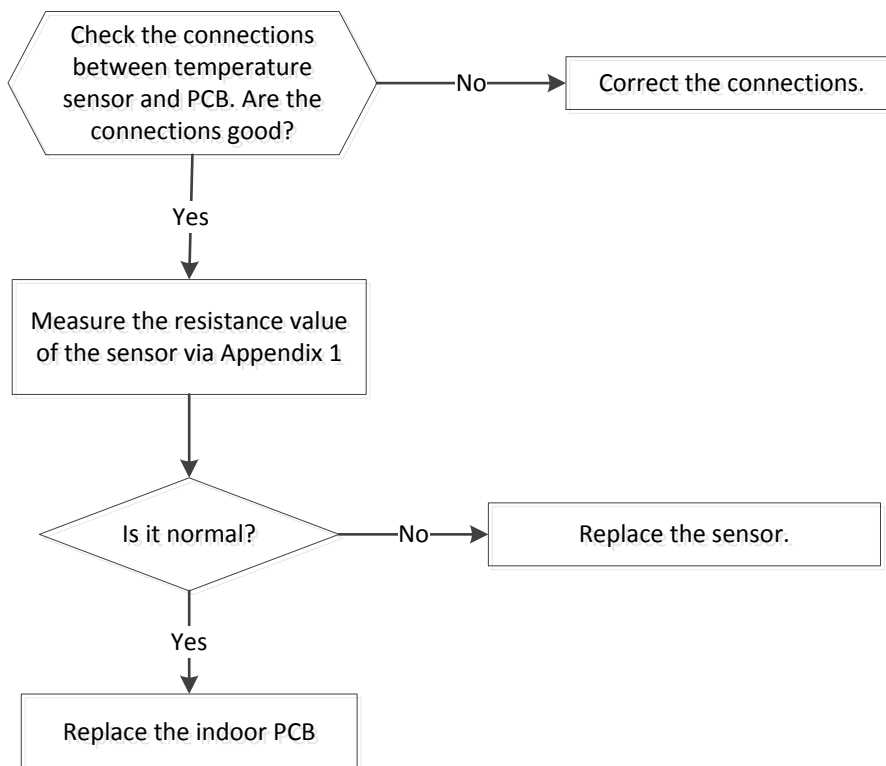 Check the connections
between temperature
sensor and PCB. Are the
connections good?
No
Correct the connections.
Yes
Measure the resistance value
of the sensor via Appendix 1
Is it normal?
No
Replace the sensor.
Yes
Replace the indoor PCB